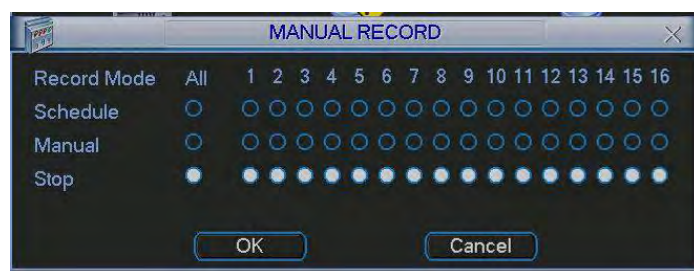 MANUAL RECORD
Record Mode All 1 2 3 4 5 6 7 8 9 10 11 12 13 14 15 16
Schedule
Manual
Stop
OK Cancel